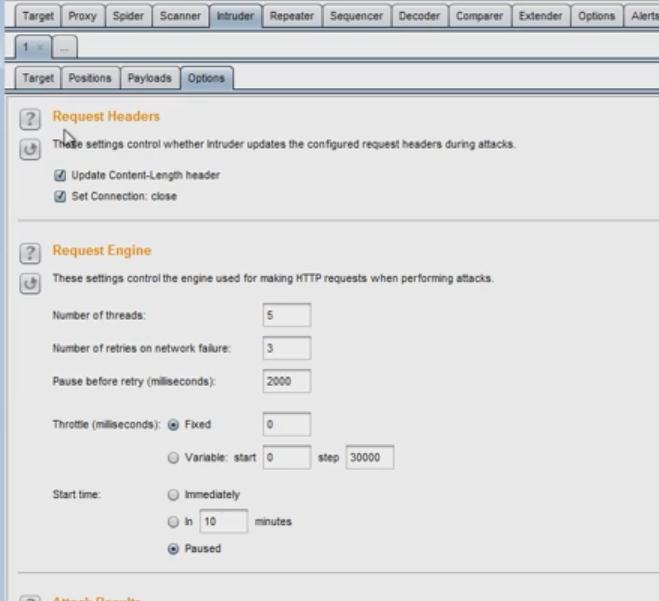 Target Proxy Spider Scanner Intruder Repeater Sequencer Decoder Comparer Extender Options Alerts
1 × ...
Target Positions Payloads Options
? Request Headers
These settings control whether Intruder updates the configured request headers during attacks.
Update Content-Length header
Set Connection: close
? Request Engine
These settings control the engine used for making HTTP requests when performing attacks.
Number of threads: 5
Number of retries on network failure: 3
Pause before retry (milliseconds): 2000
Throttle (milliseconds): Fixed 0
Variable: start 0 step 30000
Start time: Immediately
In 10 minutes
Paused
? Attack Results